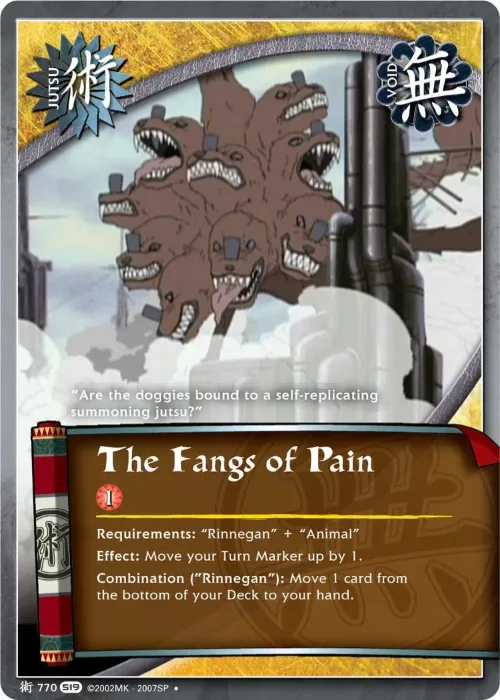 JUTSU
術
VOID
無
"Are the doggies bound to a self-replicating
summoning jutsu?"
The Fangs of Pain
1
Requirements: "Rinnegan" + "Animal"
Effect: Move your Turn Marker up by 1.
Combination ("Rinnegan"): Move 1 card from
the bottom of your Deck to your hand.
術
無
術 770 S19 ©2002MK · 2007SP •